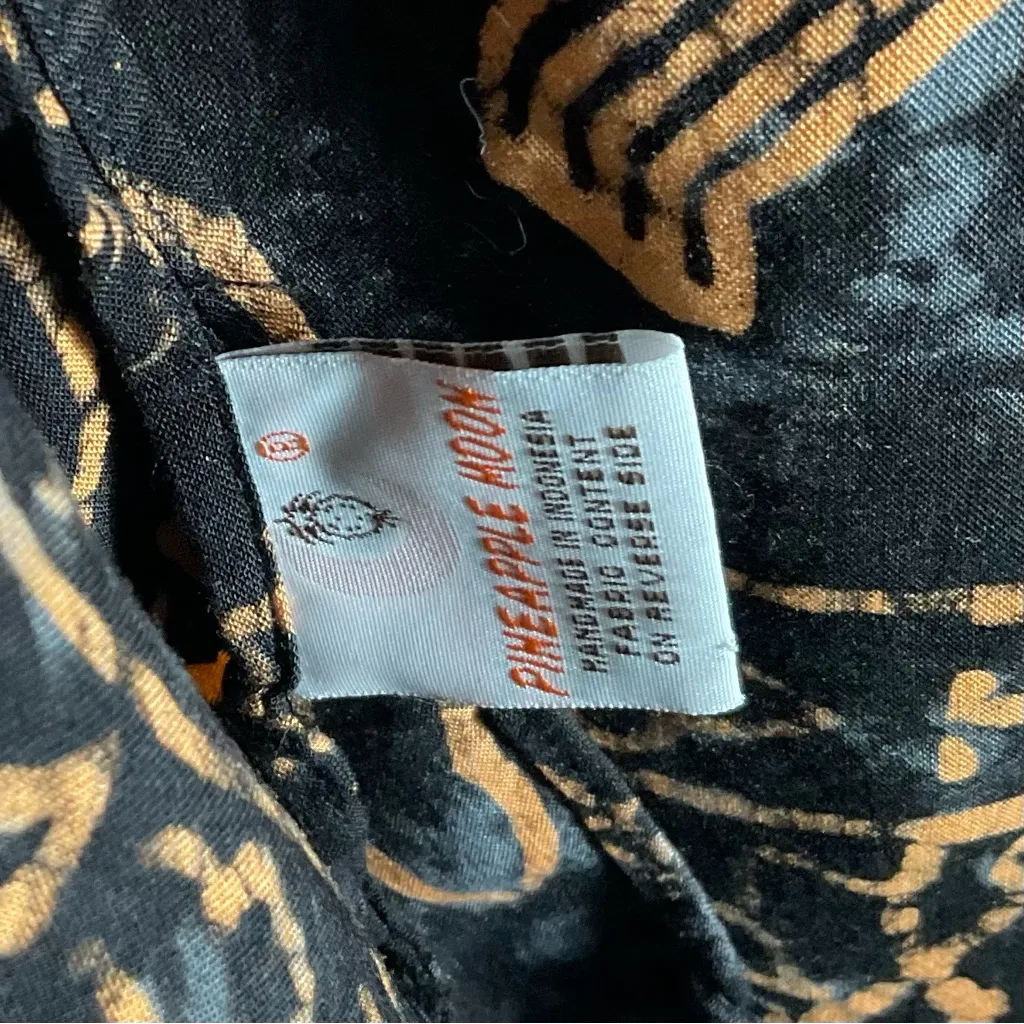 PINEAPPLE MOON
HANDMADE IN INDONESIA
FABRIC CONTENT
ON REVERSE SIDE